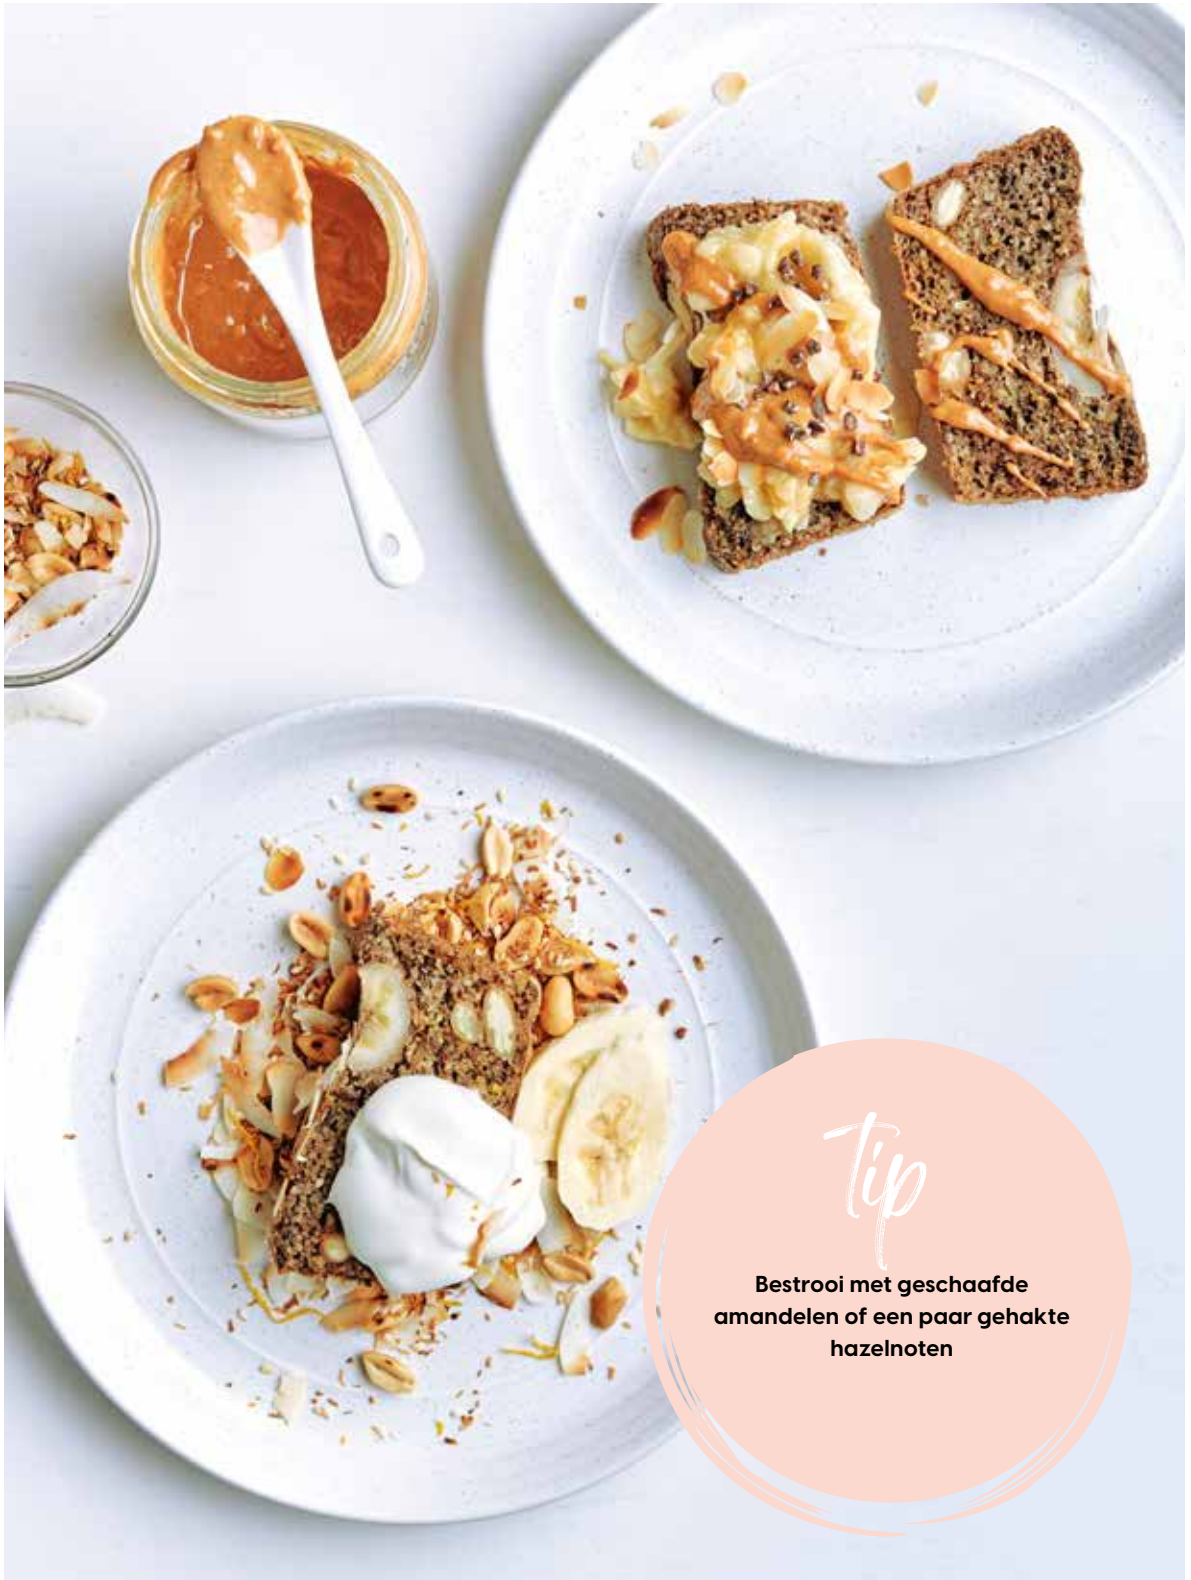 Tip
Bestrooi met geschaafde
amandelen of een paar gehakte
hazelnoten